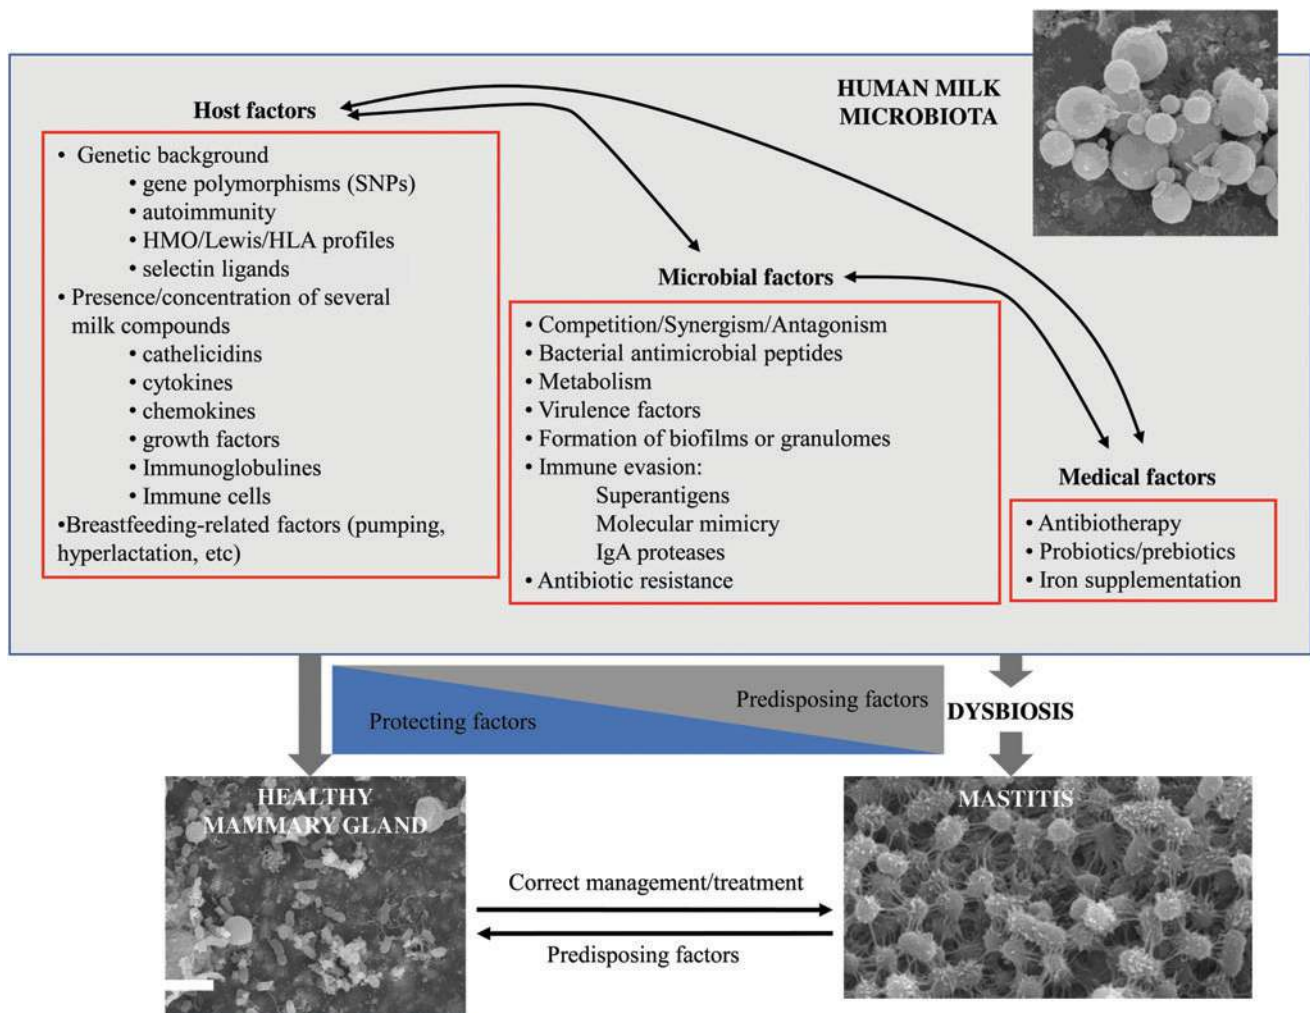 HUMAN MILK
MICROBIOTA
Host factors
• Genetic background
• gene polymorphisms (SNPs)
• autoimmunity
• HMO/Lewis/HLA profiles
• selectin ligands
• Presence/concentration of several
milk compounds
• cathelicidins
• cytokines
• chemokines
• growth factors
• Immunoglobulines
• Immune cells
•Breastfeeding-related factors (pumping,
hyperlactation, etc)
Microbial factors
• Competition/Synergism/Antagonism
• Bacterial antimicrobial peptides
• Metabolism
• Virulence factors
• Formation of biofilms or granulomes
• Immune evasion:
Superantigens
Molecular mimicry
IgA proteases
• Antibiotic resistance
Medical factors
• Antibiotherapy
• Probiotics/prebiotics
• Iron supplementation
Predisposing factors
Protecting factors
DYSBIOSIS
HEALTHY
MAMMARY GLAND
MASTITIS
Correct management/treatment
Predisposing factors